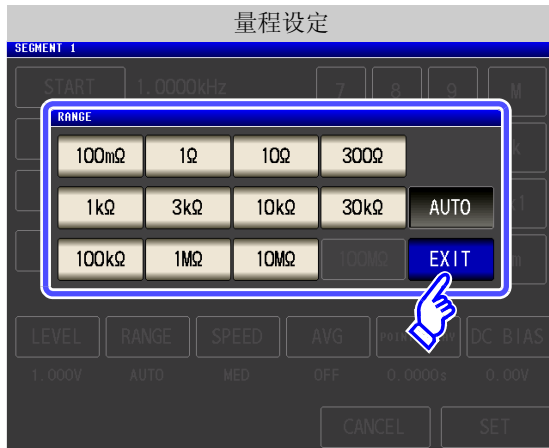 量程设定
SEGMENT 1
START 1.0000kHz 7 8 9 M
RANGE
100mΩ 1Ω 10Ω 300Ω
k
1kΩ 3kΩ 10kΩ 30kΩ AUTO
100kΩ 1MΩ 10MΩ 100MΩ EXIT
m
LEVEL RANGE SPEED AVG DC BIAS
1.000V AUTO MED OFF 0.0000s 0.00V
CANCEL SET